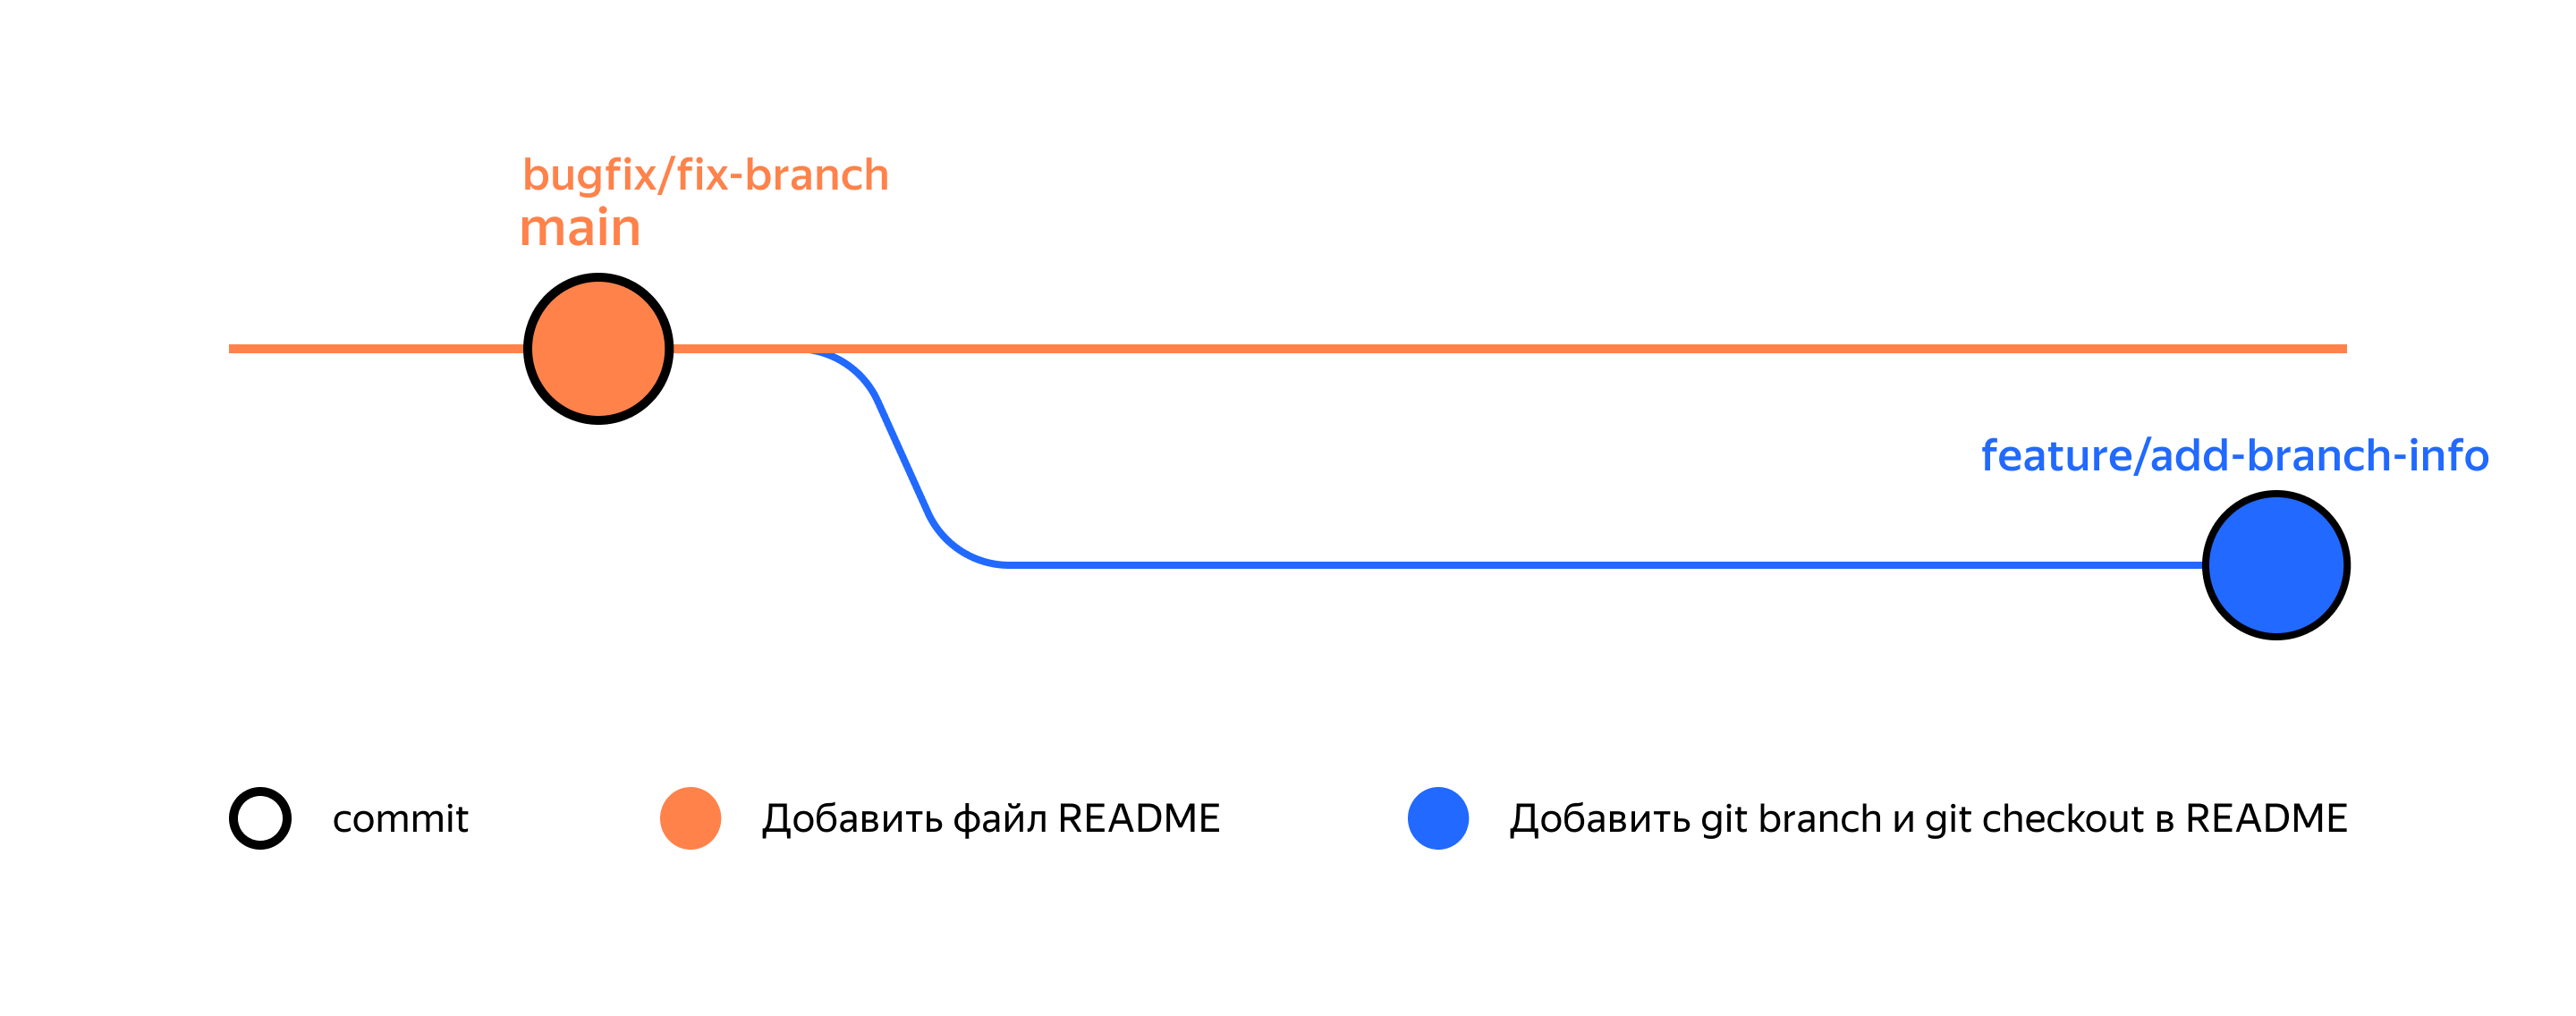 bugfix/fix-branch
main
feature/add-branch-info
commit
Добавить файл README
Добавить git branch и git checkout в README